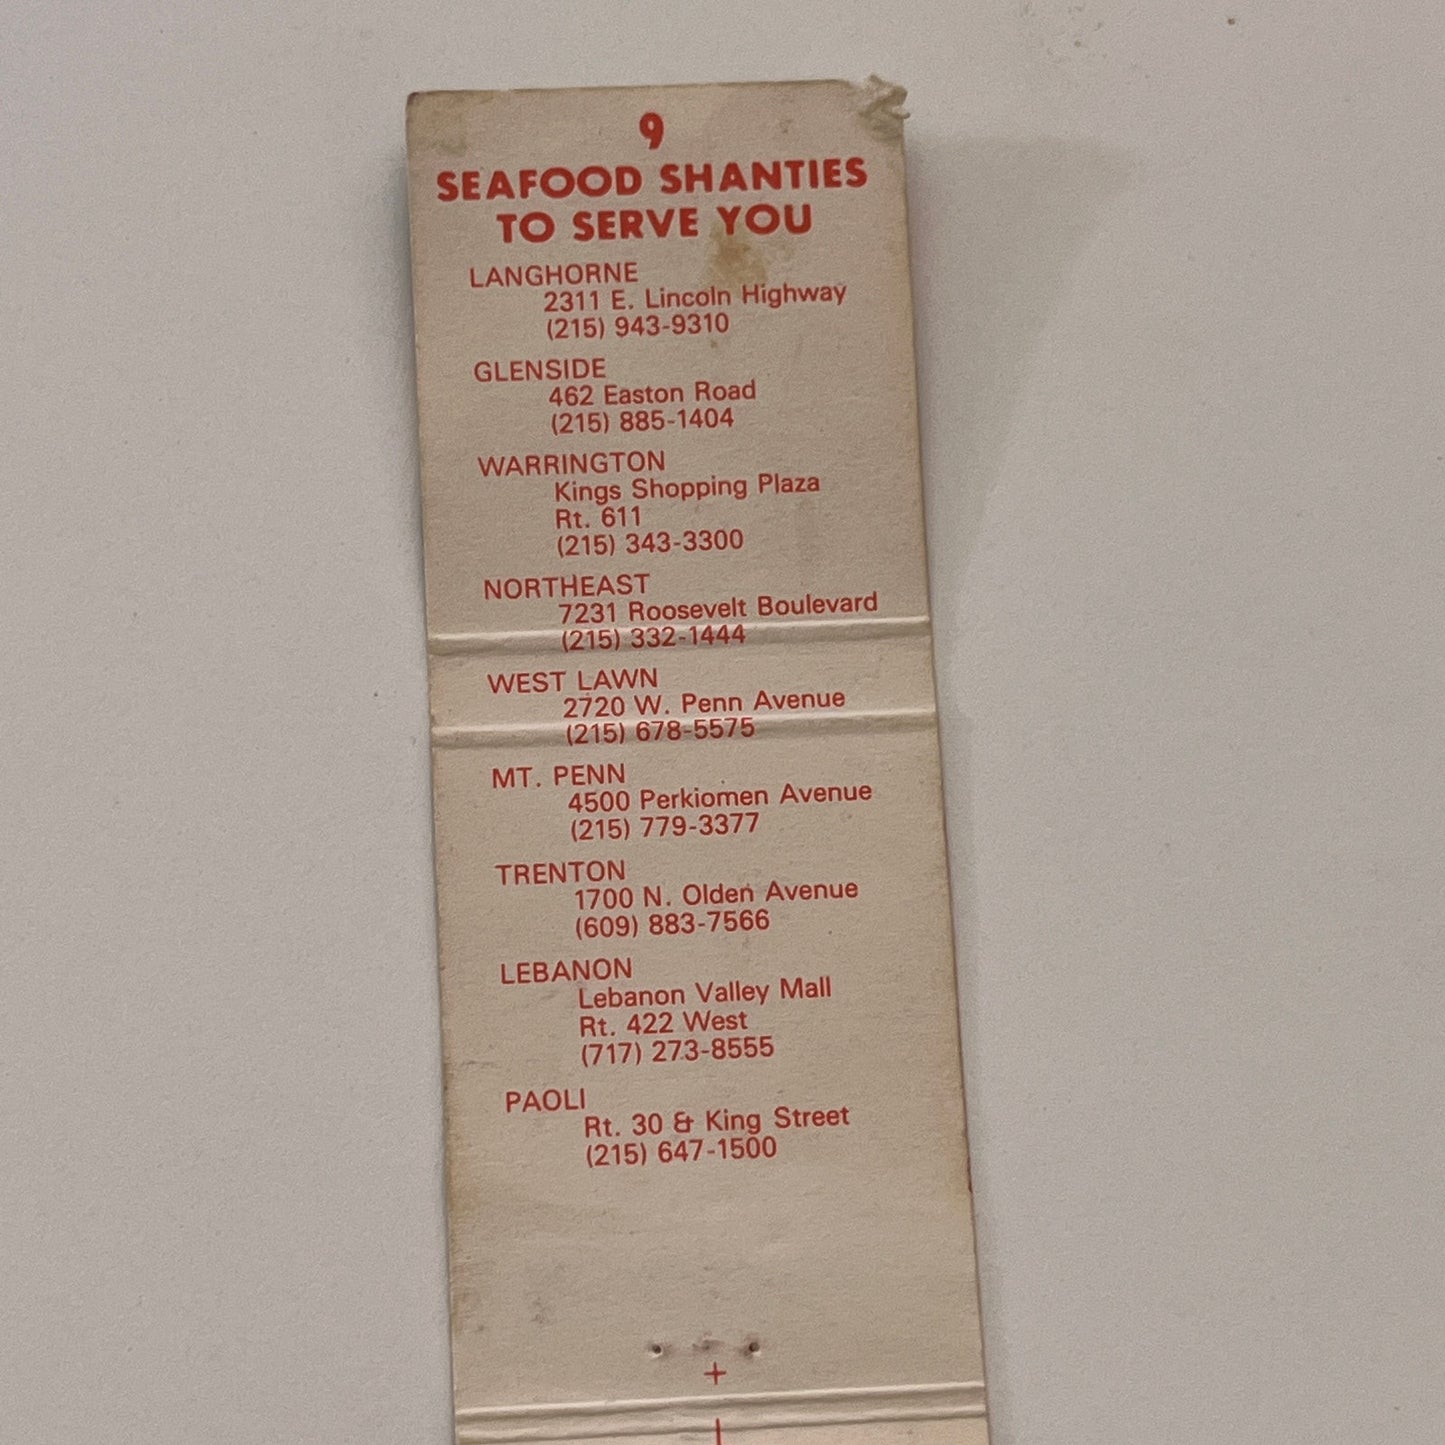 9
SEAFOOD SHANTIES
TO SERVE YOU
LANGHORNE
2311 E. Lincoln Highway
(215) 943-9310
GLENSIDE
462 Easton Road
(215) 885-1404
WARRINGTON
Kings Shopping Plaza
Rt. 611
(215) 343-3300
NORTHEAST
7231 Roosevelt Boulevard
(215) 332-1444
WEST LAWN
2720 W. Penn Avenue
(215) 678-5575
MT. PENN
4500 Perkiomen Avenue
(215) 779-3377
TRENTON
1700 N. Olden Avenue
(609) 883-7566
LEBANON
Lebanon Valley Mall
Rt. 422 West
(717) 273-8555
PAOLI
Rt. 30 & King Street
(215) 647-1500